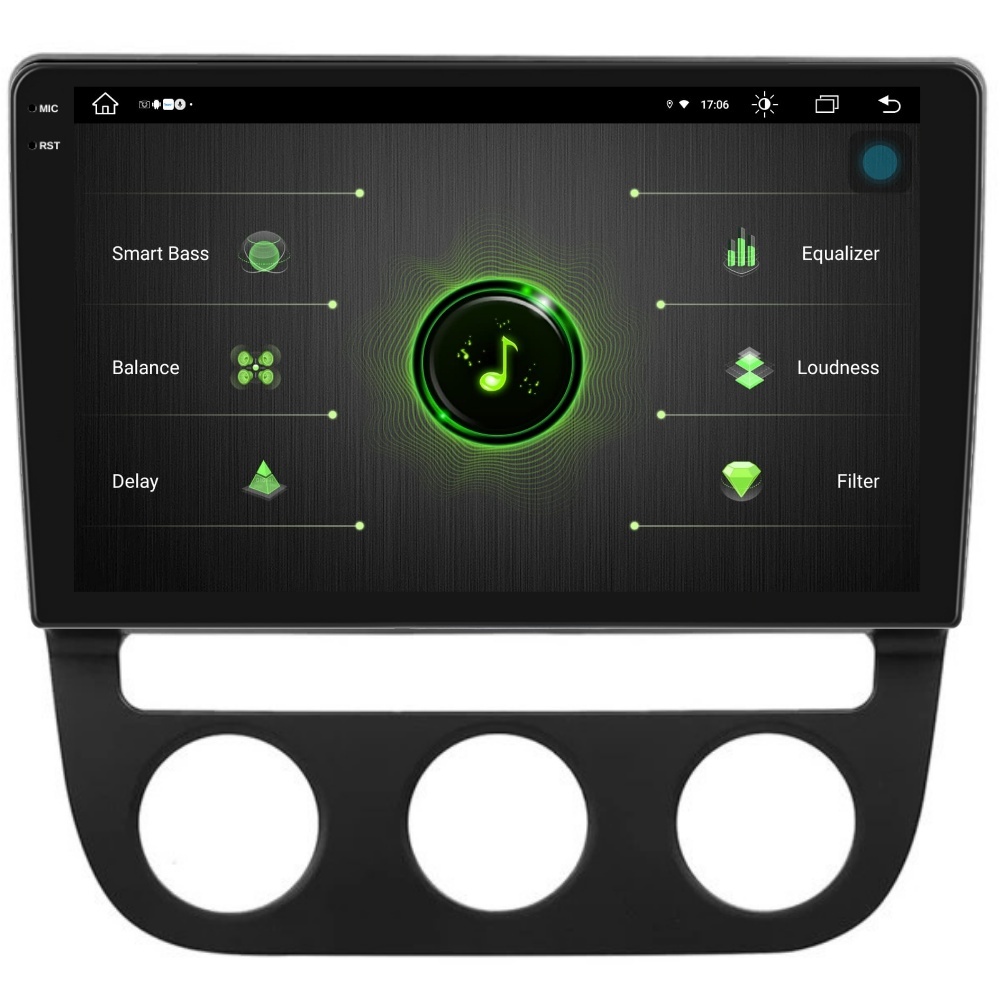 MIC
17:06
RST
Smart Bass
Equalizer
Balance
Loudness
Delay
Filter